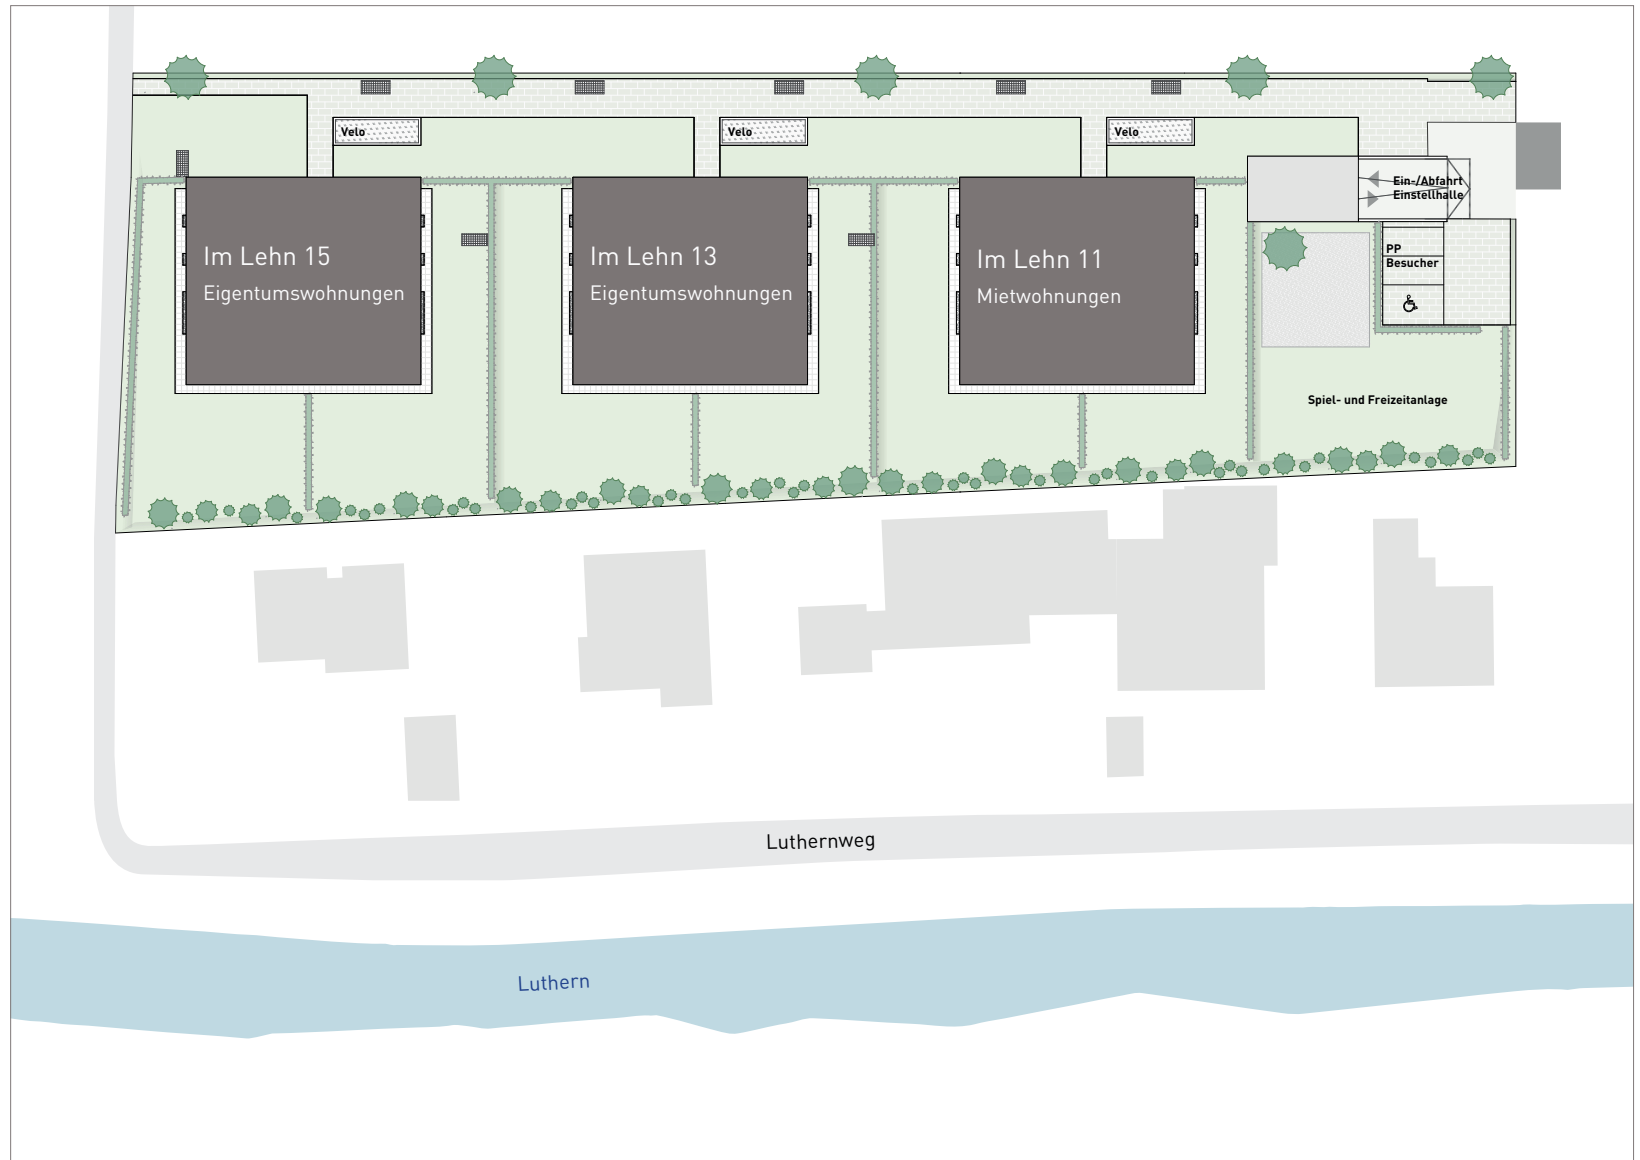 Velo
Velo
Velo
Ein-/Abfahrt
Einstellhalle
Im Lehn 15
Eigentumswohnungen
Im Lehn 13
Eigentumswohnungen
Im Lehn 11
Mietwohnungen
PP
Besucher
Spiel- und Freizeitanlage
Luthernweg
Luthern